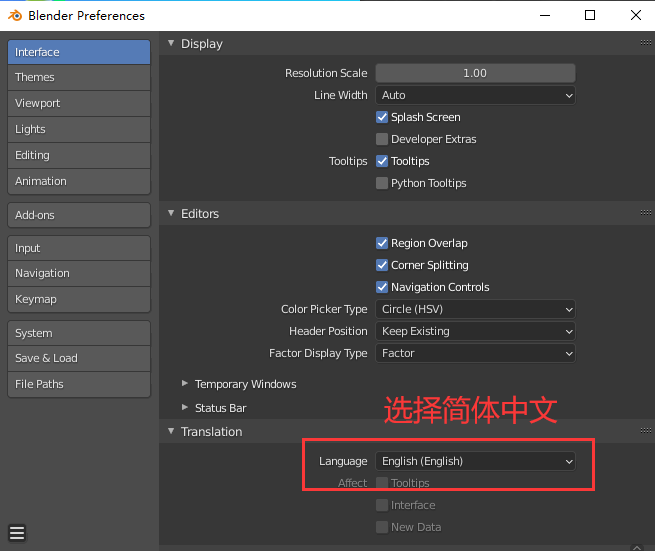 Blender Preferences
Interface
Themes
Viewport
Lights
Editing
Animation
Add-ons
Input
Navigation
Keymap
System
Save & Load
File Paths
Display
Resolution Scale 1.00
Line Width Auto
Splash Screen
Developer Extras
Tooltips Tooltips
Python Tooltips
Editors
Region Overlap
Corner Splitting
Navigation Controls
Color Picker Type Circle (HSV)
Header Position Keep Existing
Factor Display Type Factor
Temporary Windows
Status Bar
选择简体中文
Translation
Language English (English)
Affect Tooltips
Interface
New Data